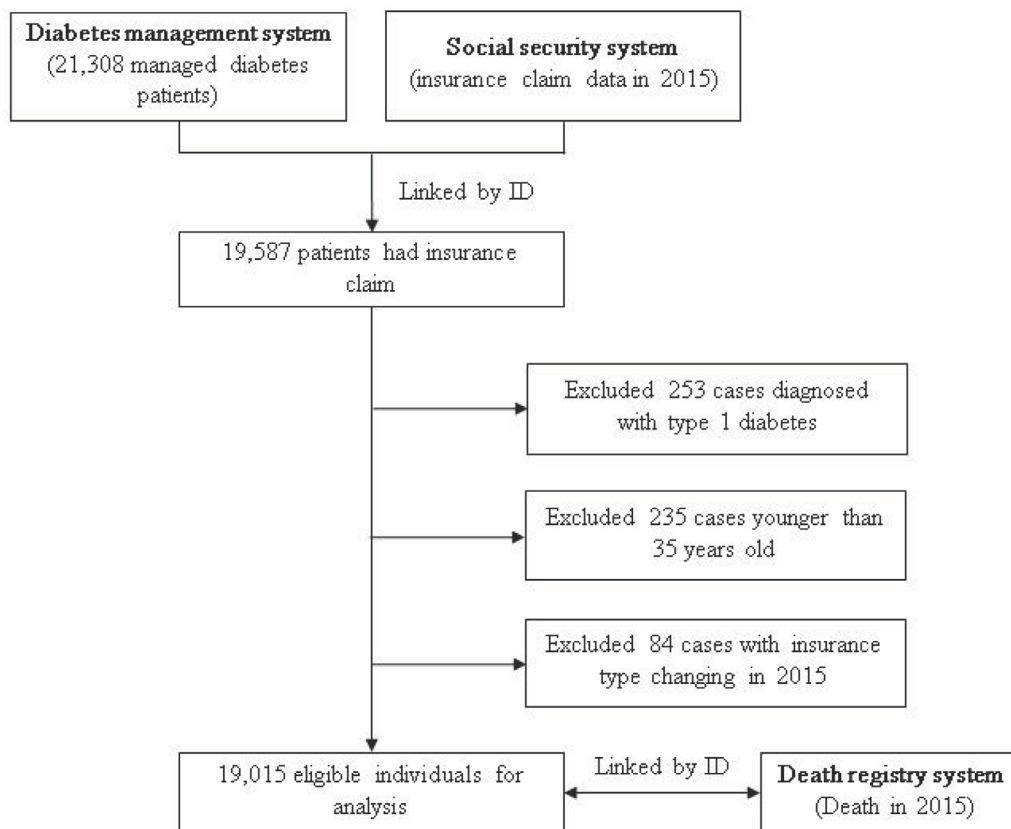 Diabetes management system
(21,308 managed diabetes
patients)
Social security system
(insurance claim data in 2015)
Linked by ID
19,587 patients had insurance
claim
Excluded 253 cases diagnosed
with type 1 diabetes
Excluded 235 cases younger than
35 years old
Excluded 84 cases with insurance
type changing in 2015
19,015 eligible individuals for
analysis
Linked by ID
Death registry system
(Death in 2015)